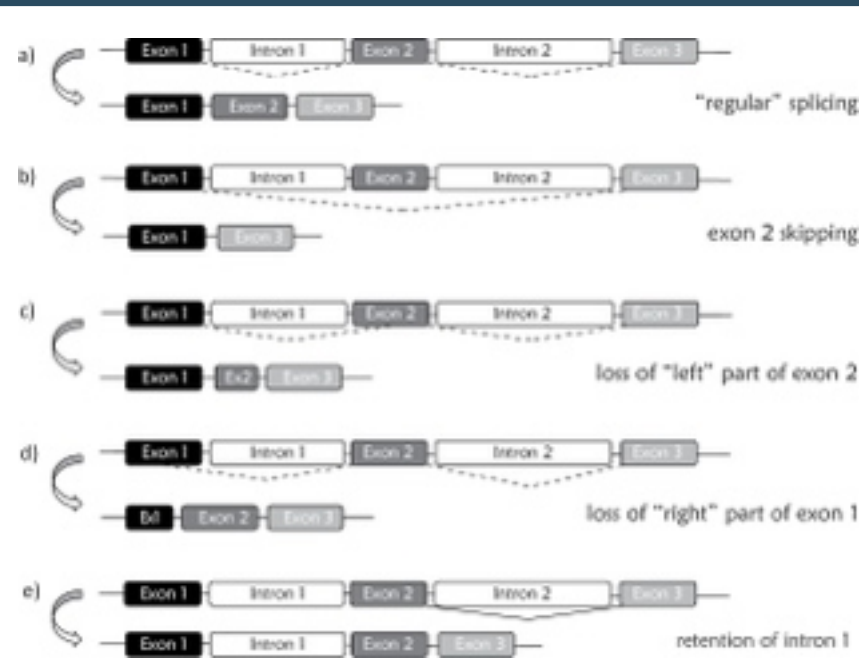 a) Exon 1 Intron 1 Exon 2 Intron 2 Exon 3
Exon 1 Exon 2 Exon 3
"regular" splicing
b) Exon 1 Intron 1 Exon 2 Intron 2 Exon 3
Exon 1 Exon 3
exon 2 skipping
c) Exon 1 Intron 1 Exon 2 Intron 2 Exon 3
Exon 1 Ex2 Exon 3
loss of "left" part of exon 2
d) Exon 1 Intron 1 Exon 2 Intron 2 Exon 3
Ex1 Exon 2 Exon 3
loss of "right" part of exon 1
e) Exon 1 Intron 1 Exon 2 Intron 2 Exon 3
Exon 1 Intron 1 Exon 2 Exon 3
retention of intron 1